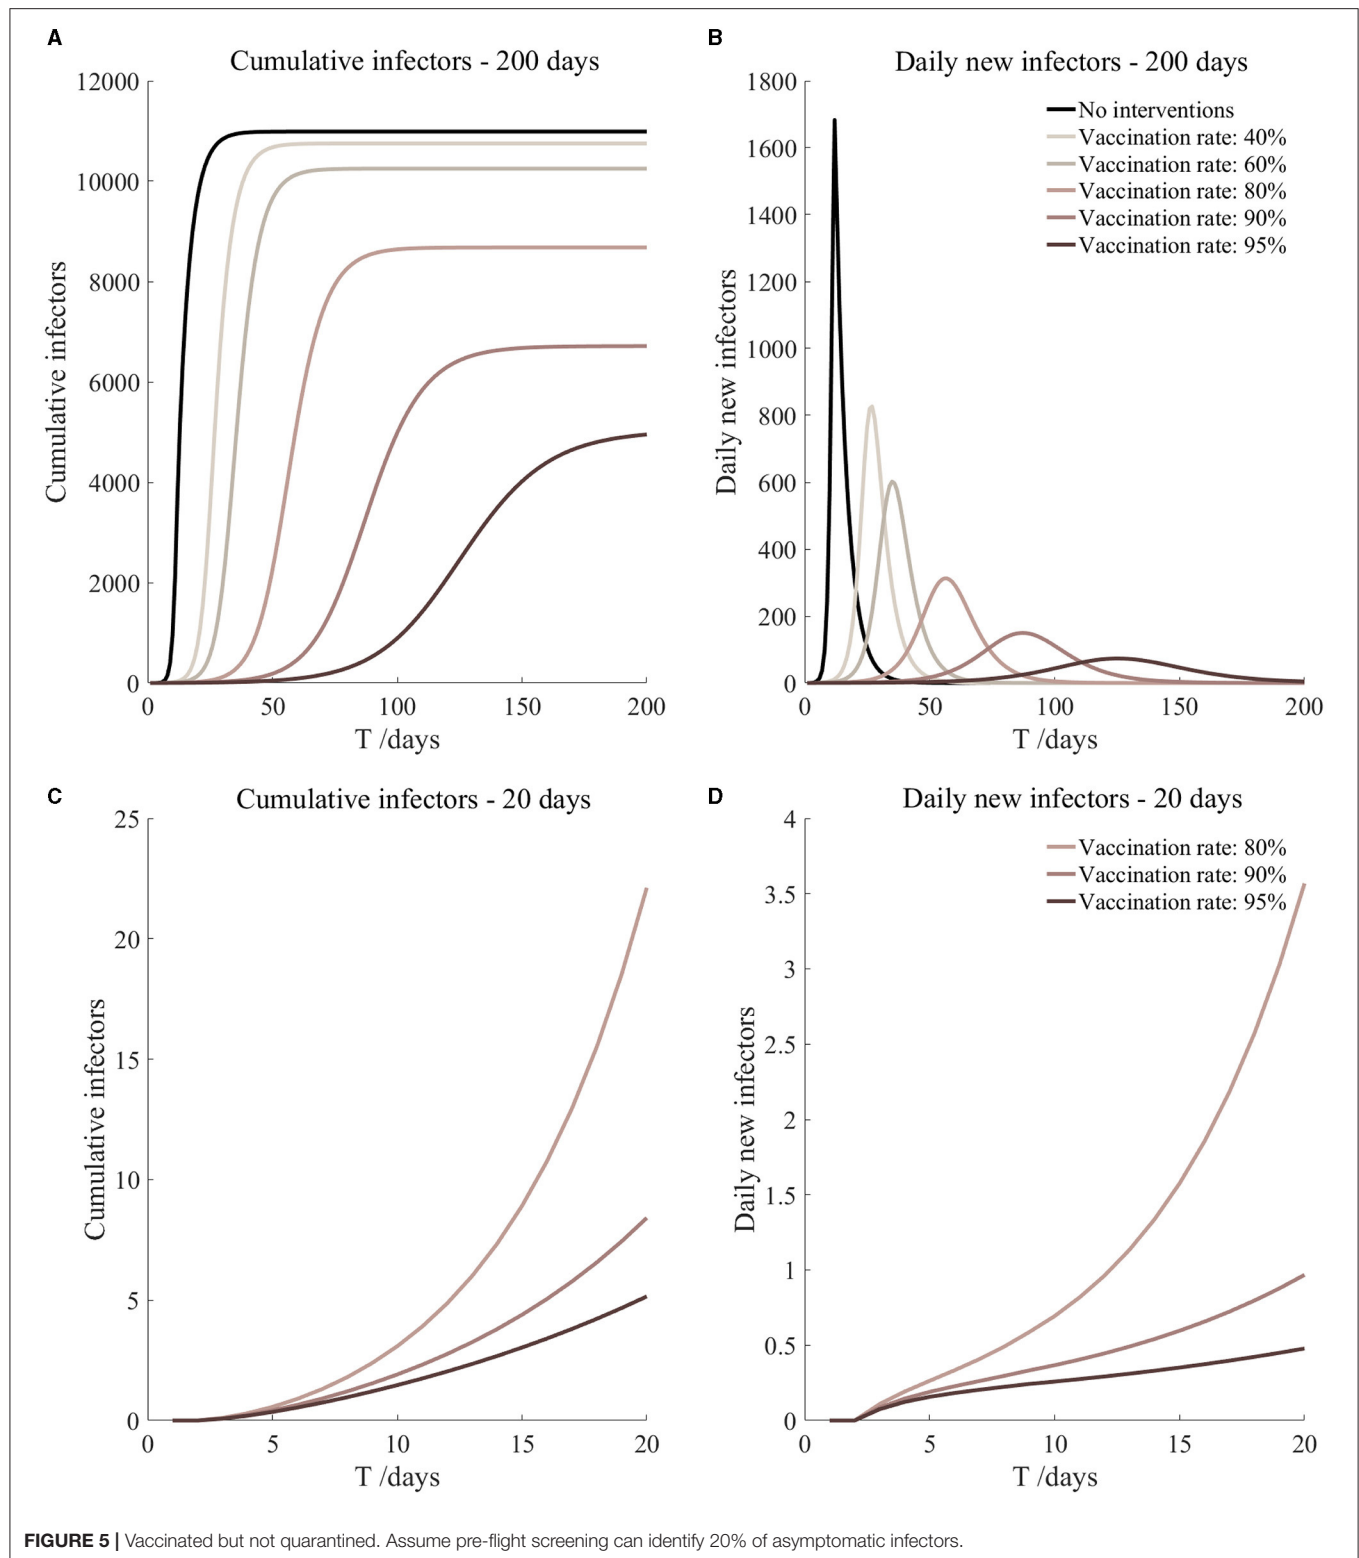 A
Cumulative infectors - 200 days
12000
10000
8000
6000
4000
2000
0
Cumulative infectors
0 50 100 150 200
T /days
B
Daily new infectors - 200 days
1800
1600
1400
1200
1000
800
600
400
200
0
Daily new infectors
No interventions
Vaccination rate: 40%
Vaccination rate: 60%
Vaccination rate: 80%
Vaccination rate: 90%
Vaccination rate: 95%
0 50 100 150 200
T /days
C
Cumulative infectors - 20 days
25
20
15
10
5
0
Cumulative infectors
0 5 10 15 20
T /days
D
Daily new infectors - 20 days
4
3.5
3
2.5
2
1.5
1
0.5
0
Daily new infectors
Vaccination rate: 80%
Vaccination rate: 90%
Vaccination rate: 95%
0 5 10 15 20
T /days
FIGURE 5 | Vaccinated but not quarantined. Assume pre-flight screening can identify 20% of asymptomatic infectors.